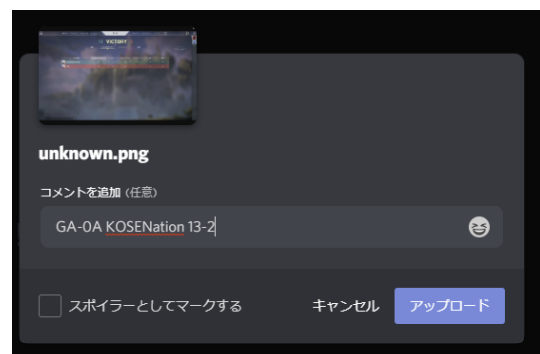 VICTORY
unknown.png
コメントを追加 (任意)
GA-0A KOSENation 13-2
スポイラーとしてマークする
キャンセル
アップロード